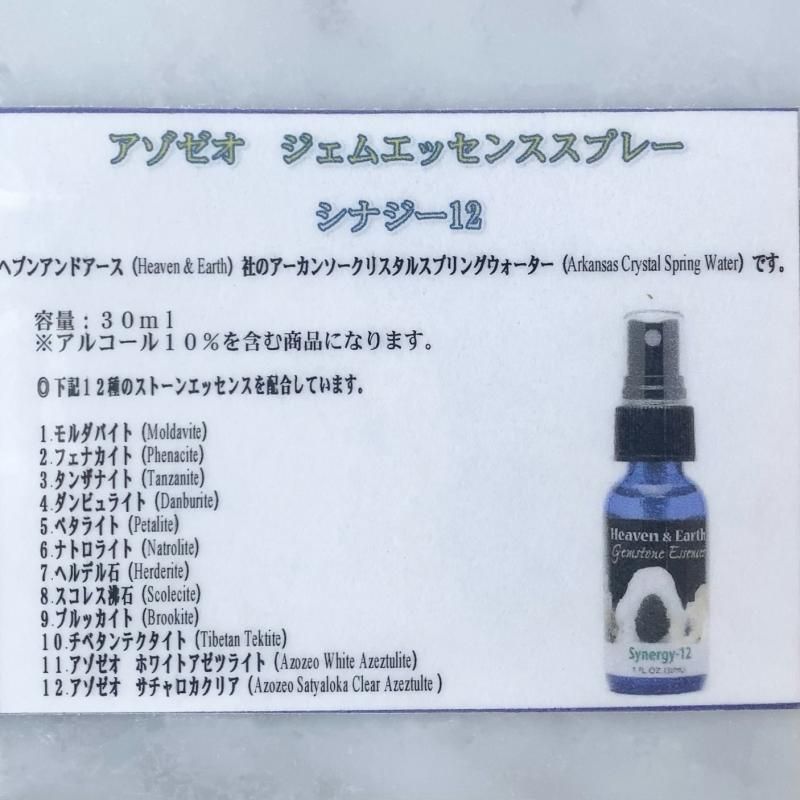 アゾゼオ　ジェムエッセンススプレー
シナジー12
ヘブンアンドアース（Heaven & Earth）社のアーカンソークリスタルスプリングウォーター（Arkansas Crystal Spring Water）です。
容量：３０ｍｌ
※アルコール１０％を含む商品になります。
◎下記１２種のストーンエッセンスを配合しています。
1.モルダバイト（Moldavite）
2.フェナカイト（Phenacite）
3.タンザナイト（Tanzanite）
4.ダンビュライト（Danburite）
5.ペタライト（Petalite）
6.ナトロライト（Natrolite）
7.ヘルデル石（Herderite）
8.スコレス沸石（Scolecite）
9.ブルッカイト（Brookite）
10.チベタンテクタイト（Tibetan Tektite）
11.アゾゼオ　ホワイトアゼツライト（Azozeo White Azeztulite）
12.アゾゼオ　サチャロカクリア（Azozeo Satyaloka Clear Azeztulte ）
Heaven & Earth
Gemstone Essences
Synergy-12
1 FL OZ (30ML)